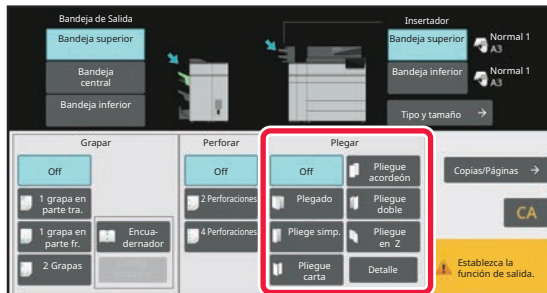 Bandeja de Salida
Bandeja superior
Bandeja
central
Bandeja inferior
Insertador
Bandeja superior
Normal 1
A3
Bandeja inferior
Normal 1
A3
Tipo y tamaño
Grapar
Off
1 grapa en
parte tra.
1 grapa en
parte fr.
2 Grapas
Encua-
dernador
Perforar
Off
2 Perforaciones
4 Perforaciones
Plegar
Off
Plegado
Pliege simp.
Pliegue
carta
Pliegue
acordeón
Pliegue
doble
Pliegue
en Z
Detalle
Copias/Páginas
CA
Establezca la
función de salida.